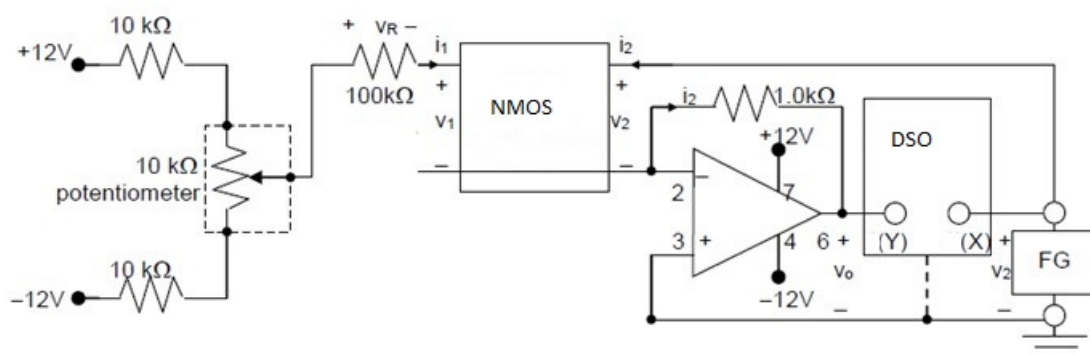 10 kΩ
+12V
+ vR –
100kΩ
i1
+
v1
–
NMOS
i2
+
v2
–
i2
1.0kΩ
+12V
DSO
10 kΩ
potentiometer
–
2
7
3
+
4
6
+
(Y)
(X)
+
v2
FG
vo
–
–
–12V
10 kΩ
–12V